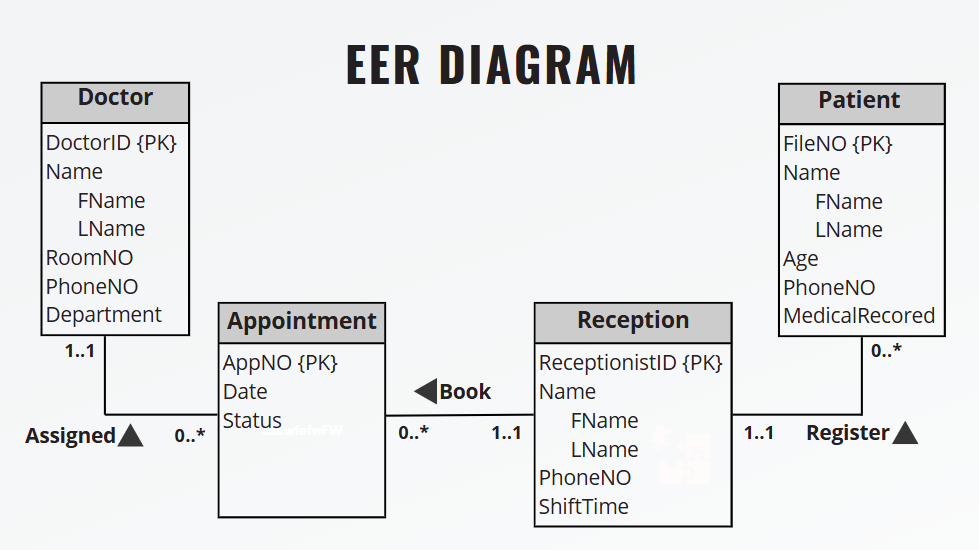 EER DIAGRAM
Doctor
DoctorID {PK}
Name
FName
LName
RoomNO
PhoneNO
Department
1..1
Assigned
0..*
Appointment
AppNO {PK}
Date
Status
Book
0..*
1..1
Reception
ReceptionistID {PK}
Name
FName
LName
PhoneNO
ShiftTime
1..1
Register
0..*
Patient
FileNO {PK}
Name
FName
LName
Age
PhoneNO
MedicalRecored